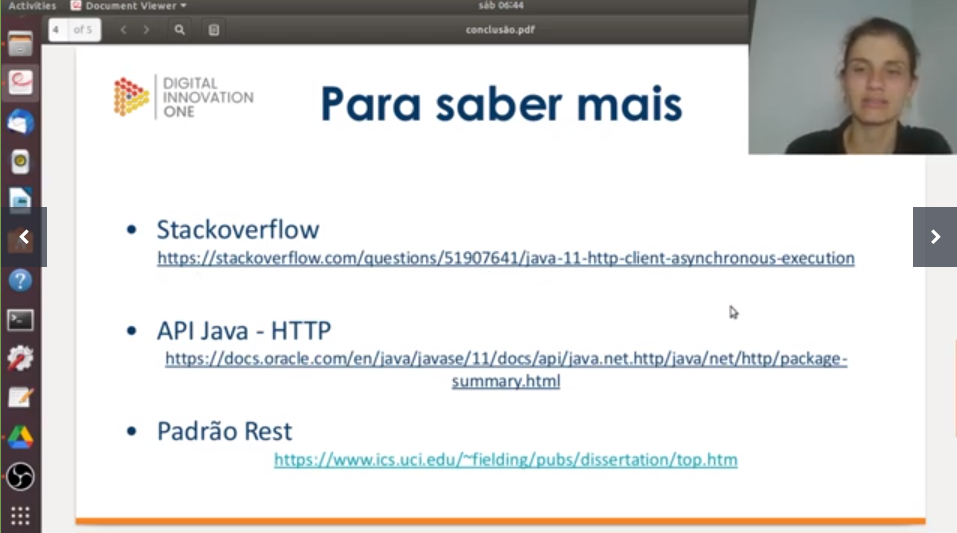 Activities
Document Viewer
sáb 06:44
4
of 5
conclusão.pdf
DIGITAL
INNOVATION
ONE
Para saber mais
• Stackoverflow
https://stackoverflow.com/questions/51907641/java-11-http-client-asynchronous-execution
• API Java - HTTP
https://docs.oracle.com/en/java/javase/11/docs/api/java.net.http/java/net/http/package-
summary.html
• Padrão Rest
https://www.ics.uci.edu/~fielding/pubs/dissertation/top.htm